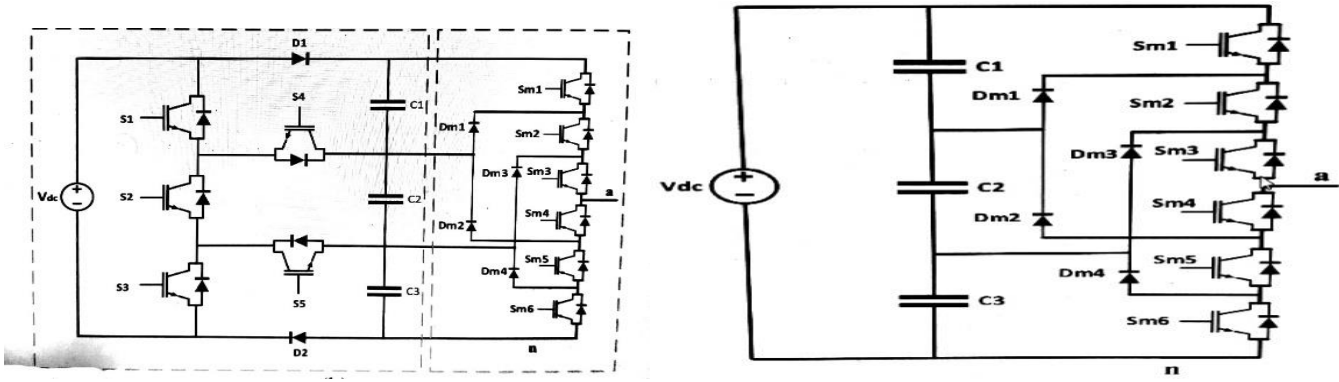 D1
S4
S1
C1
Sm1
Dm1
Sm2
Dm3
Sm3
a
Vdc
+
−
S2
C2
Sm4
Dm2
Sm5
Dm4
S3
S5
C3
Sm6
D2
n
Sm1
C1
Dm1
Sm2
Dm3
Sm3
Vdc
+
−
C2
a
Sm4
Dm2
Sm5
Dm4
C3
Sm6
n